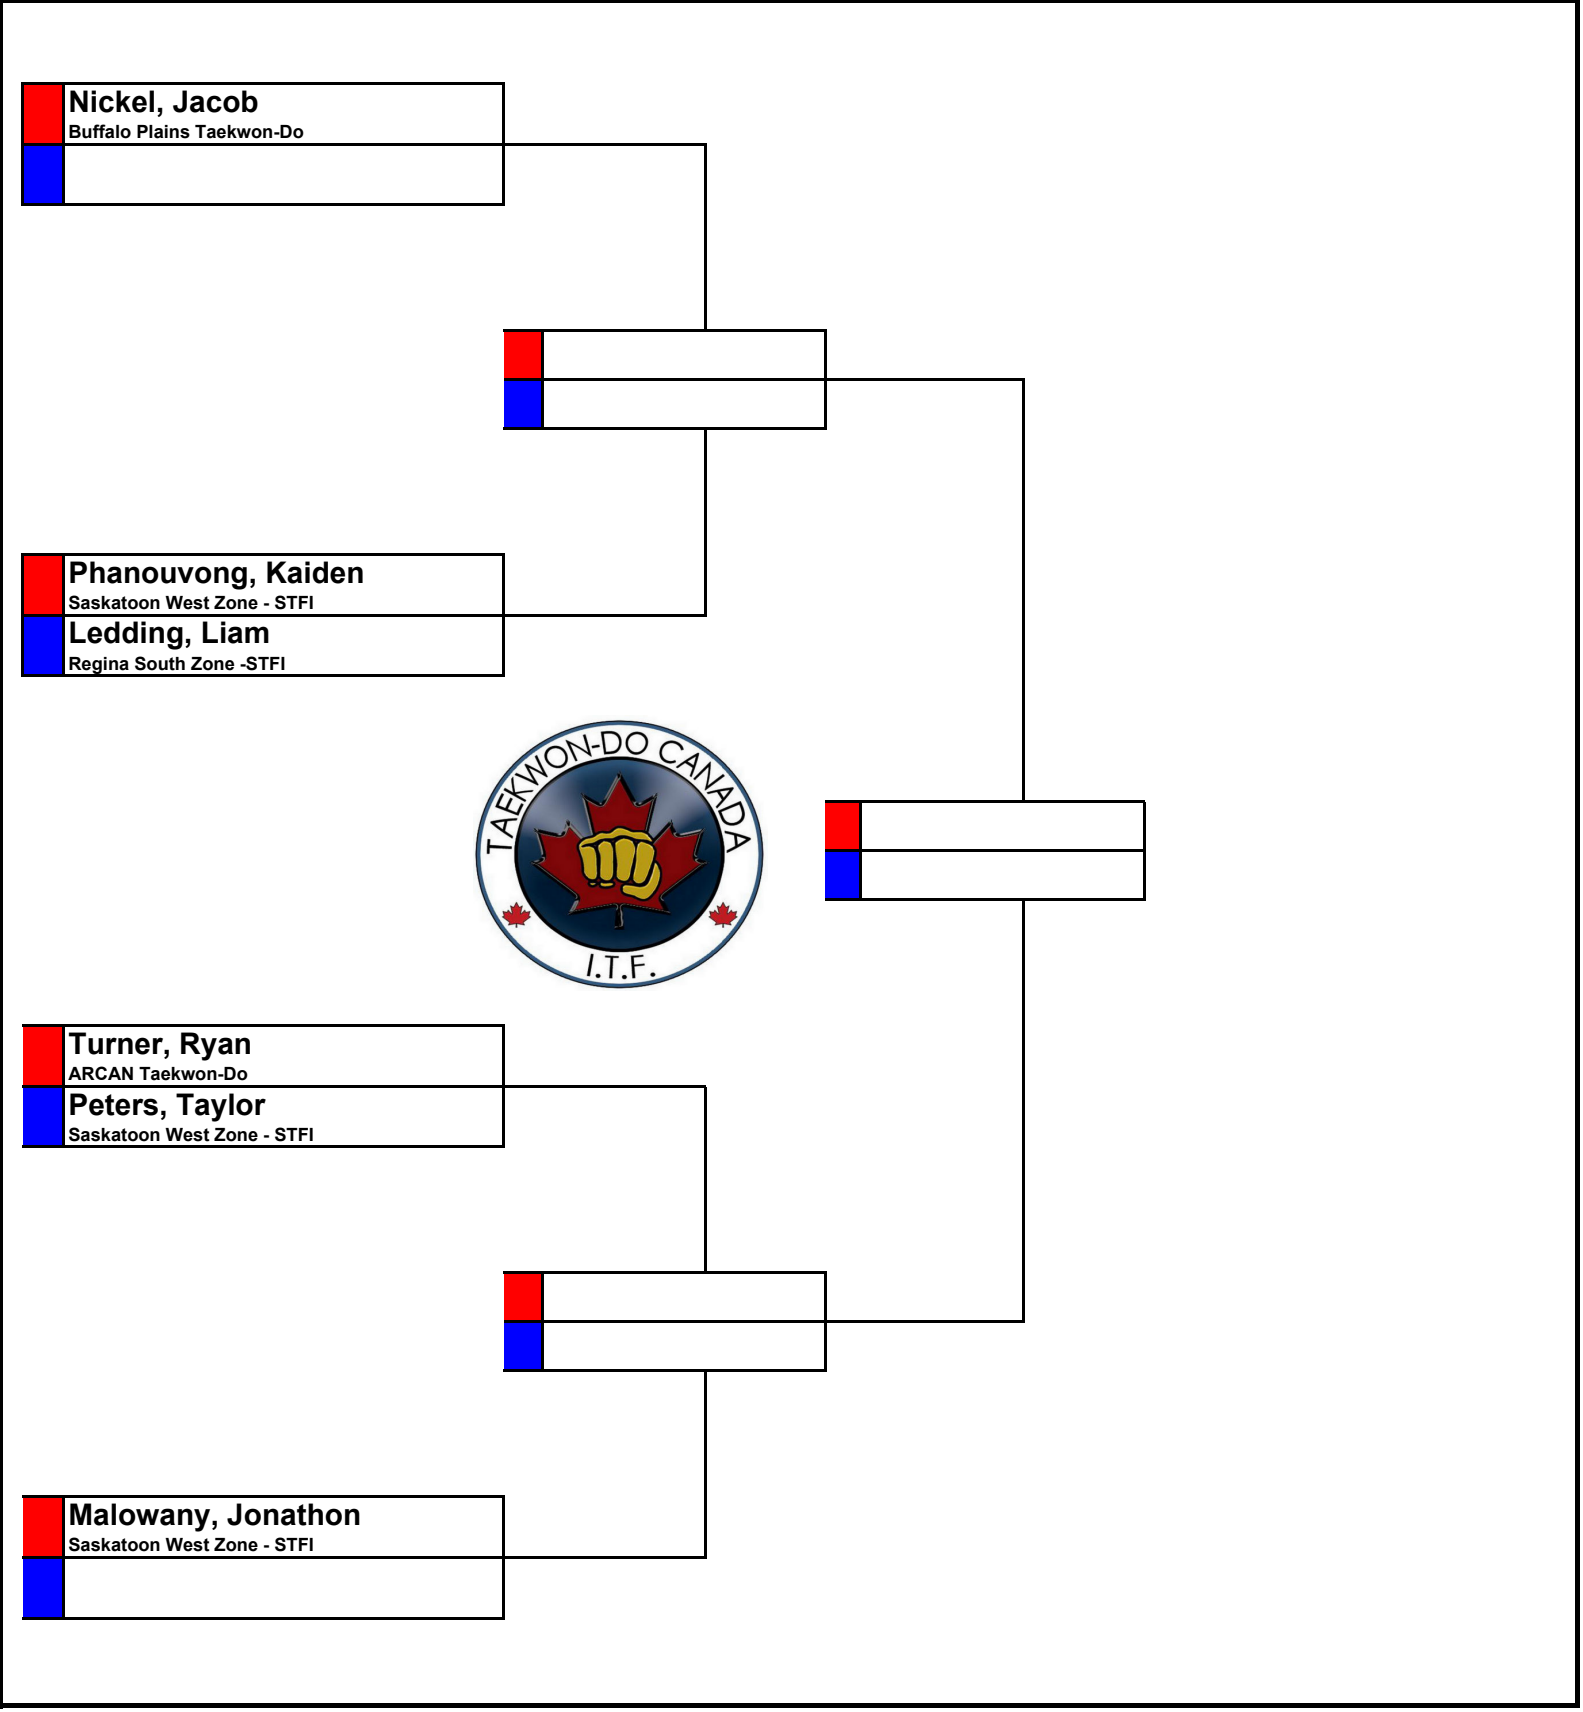 Nickel, Jacob
Buffalo Plains Taekwon-Do
Phanouvong, Kaiden
Saskatoon West Zone - STFI
Ledding, Liam
Regina South Zone -STFI
TAEKWON-DO CANADA
I.T.F.
Turner, Ryan
ARCAN Taekwon-Do
Peters, Taylor
Saskatoon West Zone - STFI
Malowany, Jonathon
Saskatoon West Zone - STFI